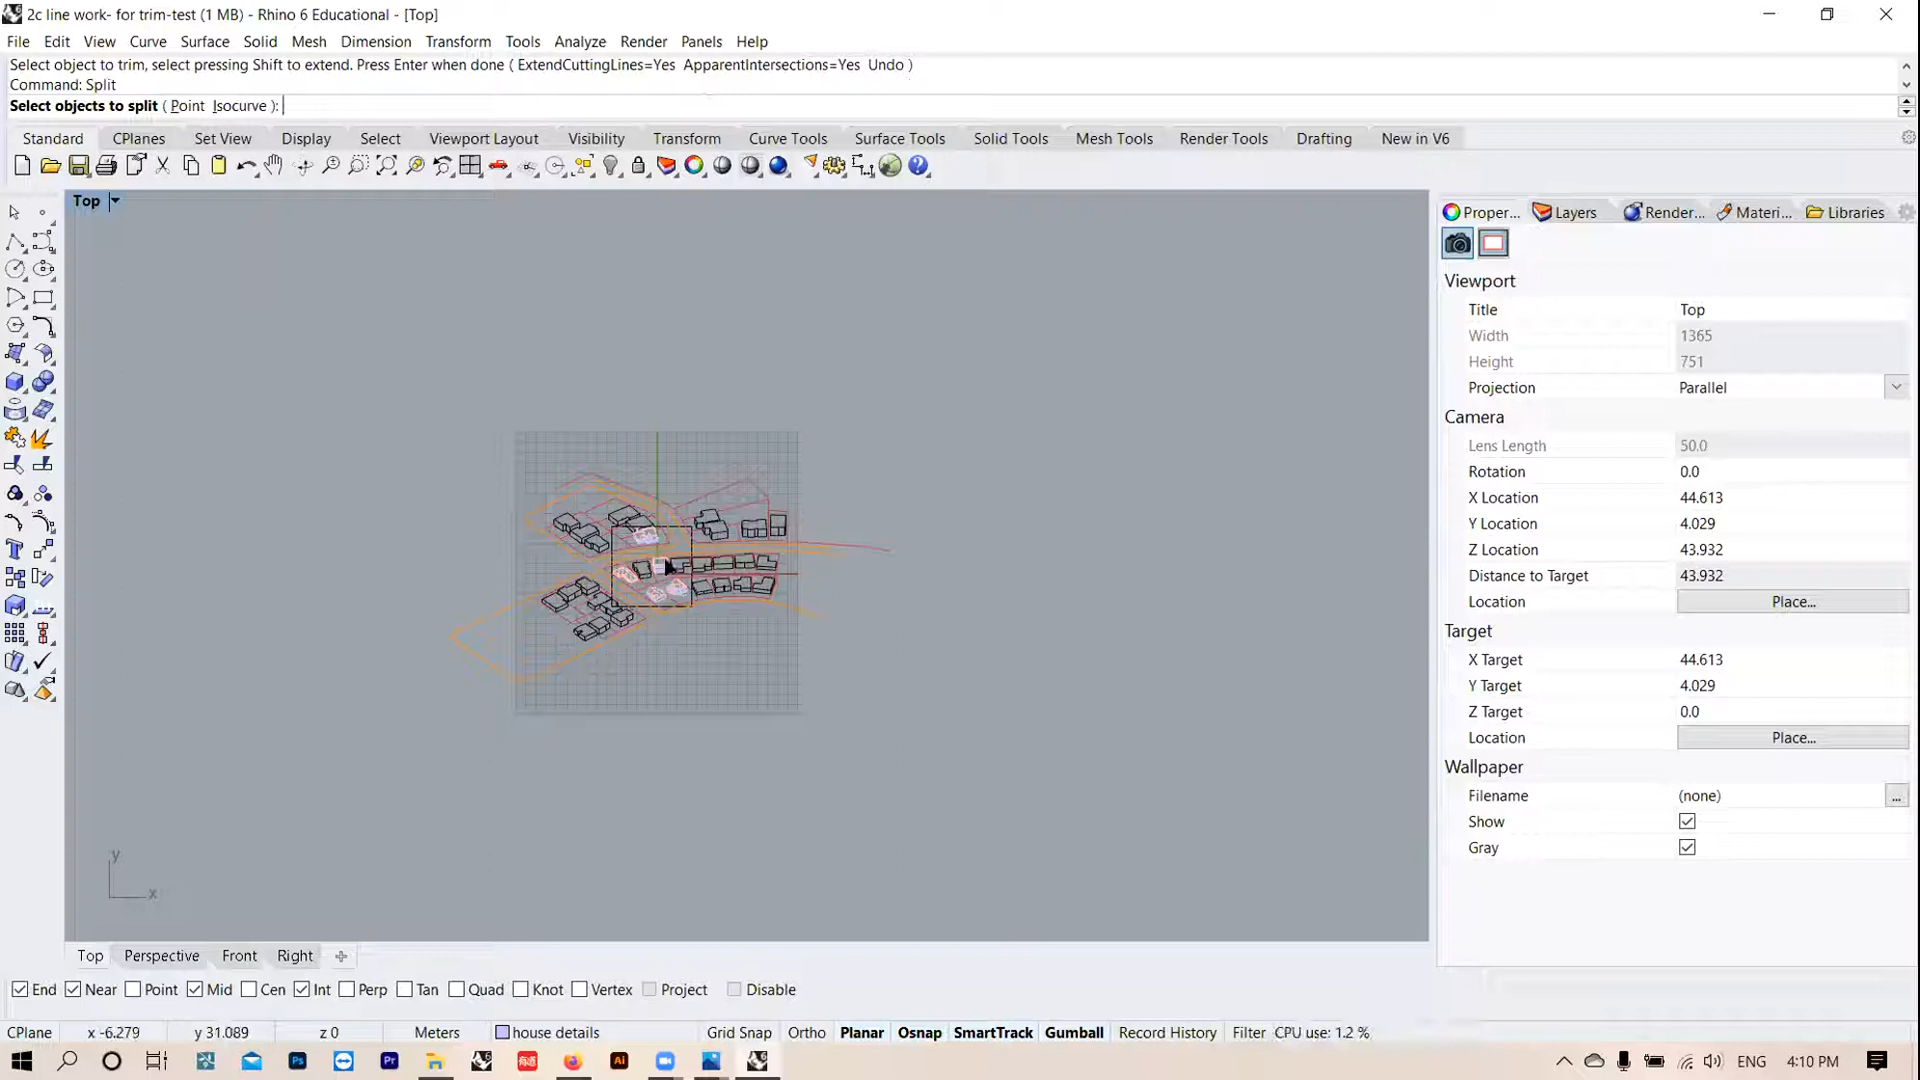 2c line work- for trim-test (1 MB) - Rhino 6 Educational - [Top]
File Edit View Curve Surface Solid Mesh Dimension Transform Tools Analyze Render Panels Help
Select object to trim, select pressing Shift to extend. Press Enter when done ( ExtendCuttingLines=Yes ApparentIntersections=Yes Undo )
Command: Split
Select objects to split ( Point Isocurve ):
Standard CPlanes Set View Display Select Viewport Layout Visibility Transform Curve Tools Surface Tools Solid Tools Mesh Tools Render Tools Drafting New in V6
Top
Proper... Layers Render... Materi... Libraries
Viewport
Title Top
Width 1365
Height 751
Projection Parallel
Camera
Lens Length 50.0
Rotation 0.0
X Location 44.613
Y Location 4.029
Z Location 43.932
Distance to Target 43.932
Location Place...
Target
X Target 44.613
Y Target 4.029
Z Target 0.0
Location Place...
Wallpaper
Filename (none) ...
Show
Gray
y
x
Top Perspective Front Right
End Near Point Mid Cen Int Perp Tan Quad Knot Vertex Project Disable
CPlane x -6.279 y 31.089 z 0 Meters house details Grid Snap Ortho Planar Osnap SmartTrack Gumball Record History Filter CPU use: 1.2 %
Ps Pr Ai ENG 4:10 PM